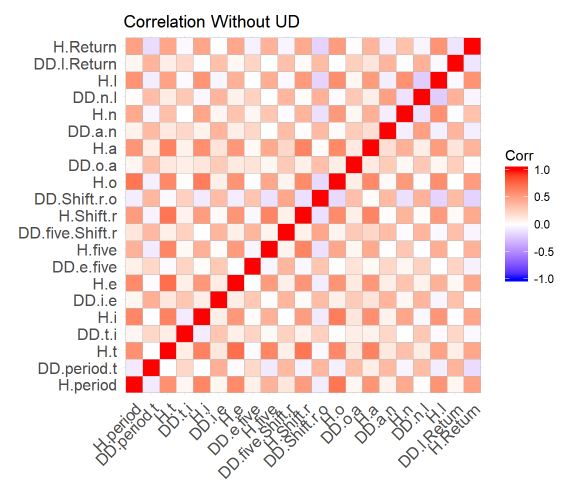 Correlation Without UD
H.Return
DD.l.Return
H.l
DD.n.l
H.n
DD.a.n
H.a
DD.o.a
H.o
DD.Shift.r.o
H.Shift.r
DD.five.Shift.r
H.five
DD.e.five
H.e
DD.i.e
H.i
DD.t.i
H.t
DD.period.t
H.period
Corr
1.0
0.5
0.0
-0.5
-1.0
H.period
DD.period.t
H.t
DD.t.i
H.i
DD.i.e
H.e
DD.e.five
H.five
DD.five.Shift.r
H.Shift.r
DD.Shift.r.o
H.o
DD.o.a
H.a
DD.a.n
H.n
DD.n.l
H.l
DD.l.Return
H.Return